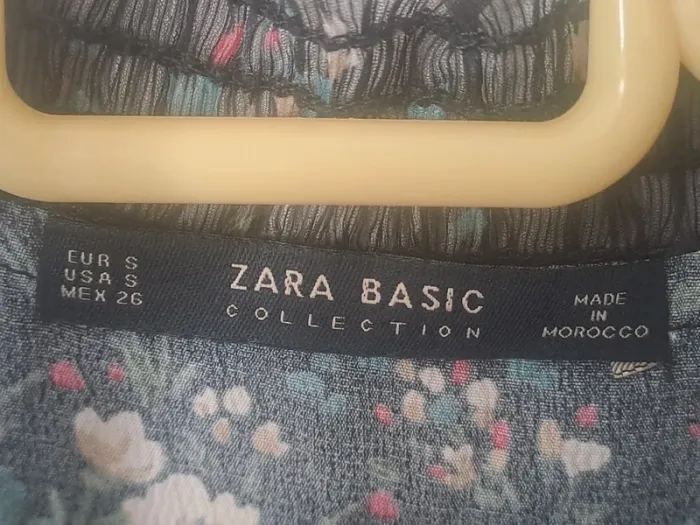 EUR S
USA S
MEX 26
ZARA BASIC
COLLECTION
MADE
IN
MOROCCO